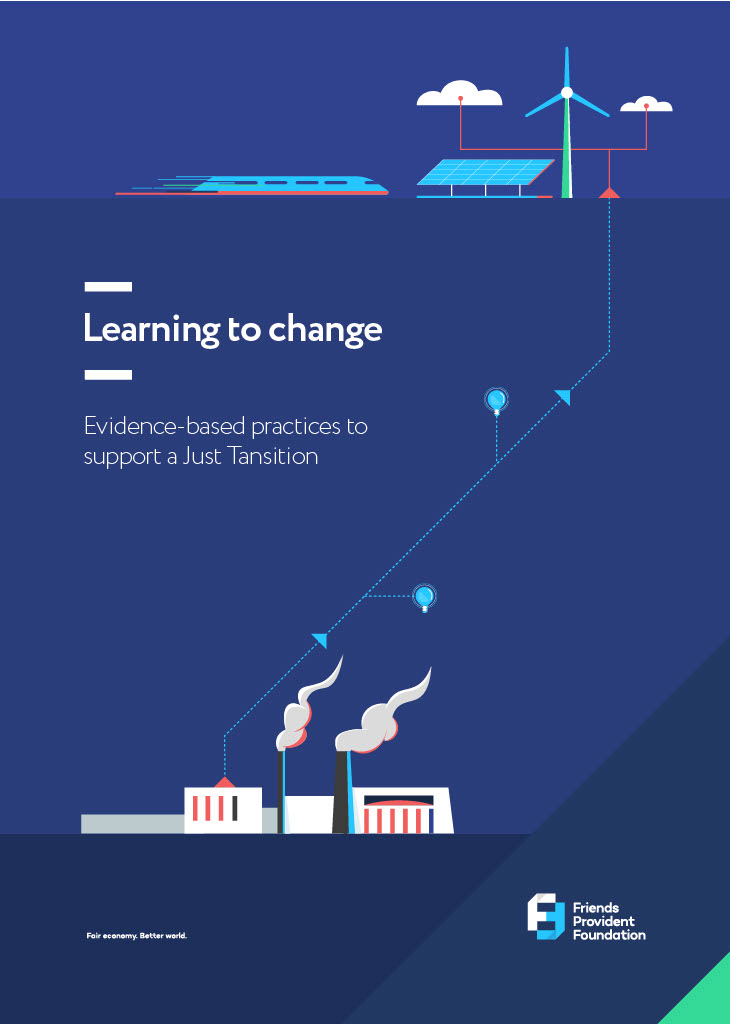 Learning to change
Evidence-based practices to
support a Just Tansition
Fair economy. Better world.
Friends
Provident
Foundation